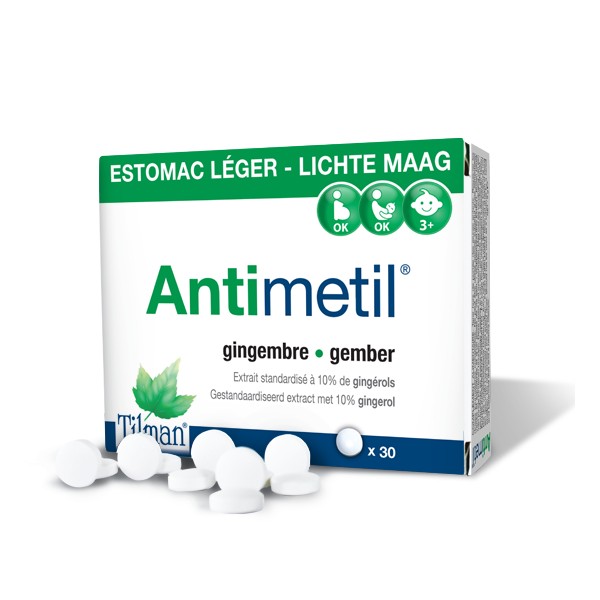 ESTOMAC LÉGER - LICHTE MAAG
OK OK 3+
Antimetil®
gingembre • gember
Extrait standardisé à 10% de gingérols
Gestandaardiseerd extract met 10% gingerol
Tilman®
x 30
Antimetil